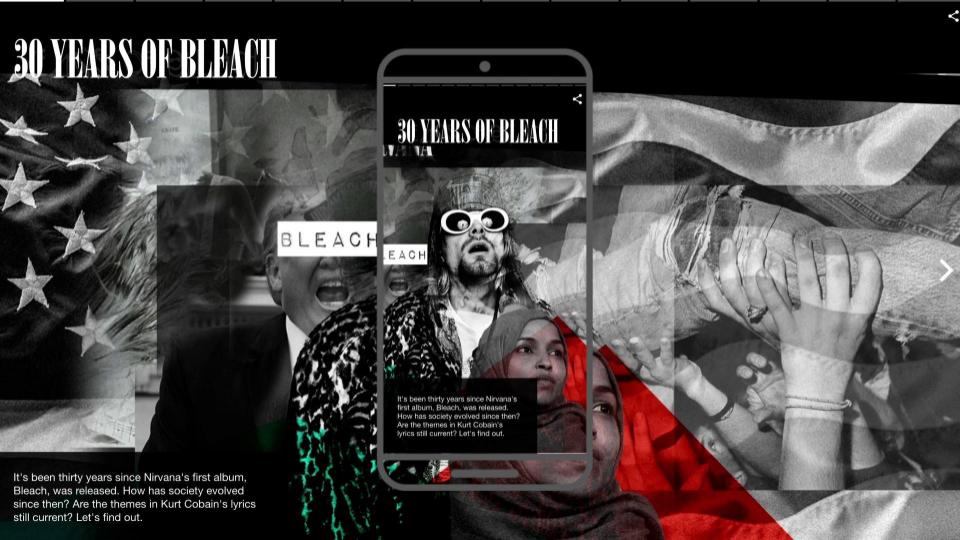 30 YEARS OF BLEACH
BLEACH
It's been thirty years since Nirvana's first album,
Bleach, was released. How has society evolved
since then? Are the themes in Kurt Cobain's lyrics
still current? Let's find out.
30 YEARS OF BLEACH
EACH
It's been thirty years since Nirvana's
first album, Bleach, was released.
How has society evolved since then?
Are the themes in Kurt Cobain's
lyrics still current? Let's find out.